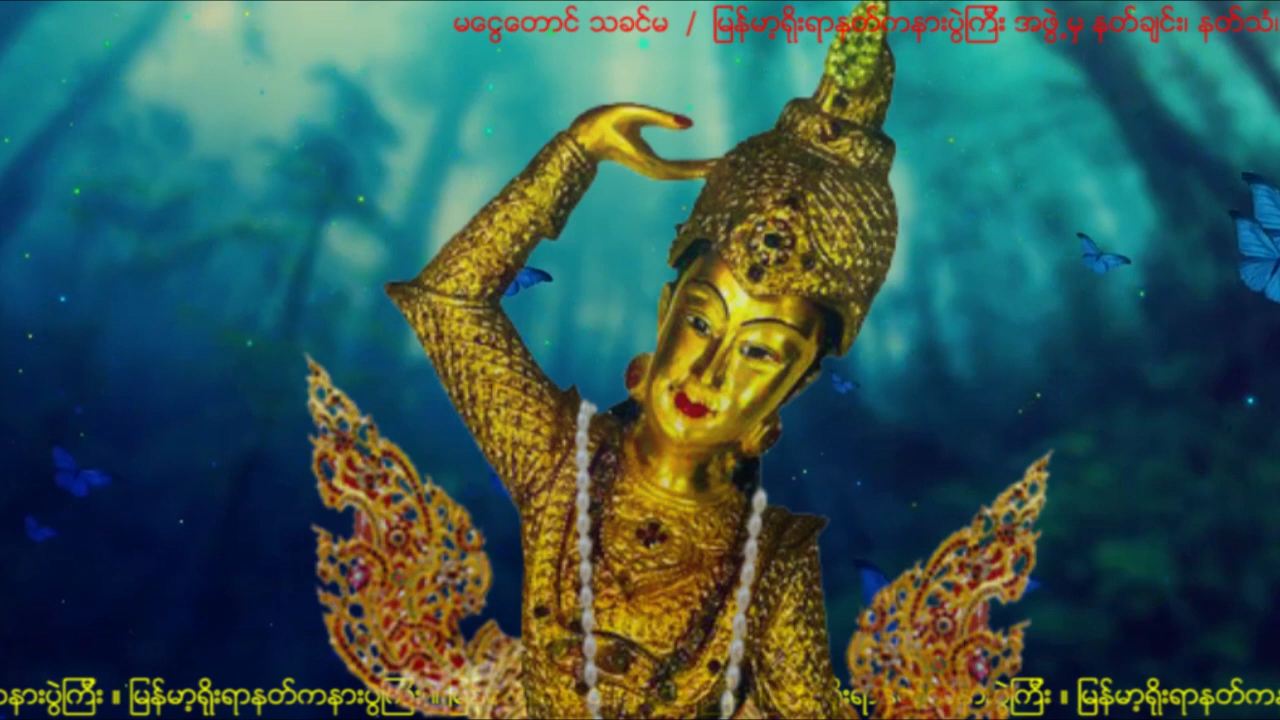 မငွေတောင် သခင်မ / မြန်မာ့ရိုးရာနတ်ကနားပွဲကြီး အဖွဲ့မှ နတ်ချင်း၊ နတ်သံ၊
ကနားပွဲကြီး ။ မြန်မာ့ရိုးရာနတ်ကနားပွဲကြီး ။ ပွဲကြီး ။ မြန်မာ့ရိုးရာနတ်ကန